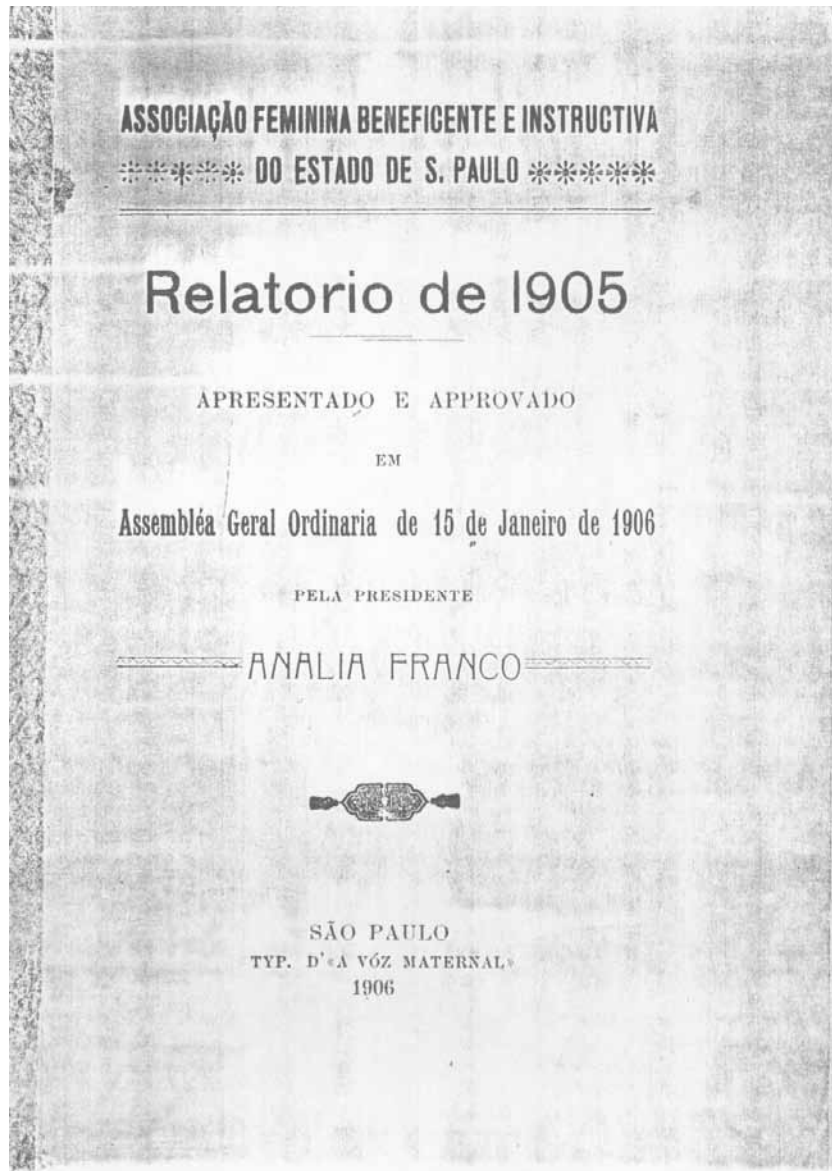 ASSOCIAÇÃO FEMININA BENEFICENTE E INSTRUCTIVA
DO ESTADO DE S. PAULO
Relatorio de 1905
APRESENTADO E APPROVADO
EM
Assembléa Geral Ordinaria de 15 de Janeiro de 1906
PELA PRESIDENTE
ANALIA FRANCO
SÃO PAULO
TYP. D'«A VÓZ MATERNAL»
1906